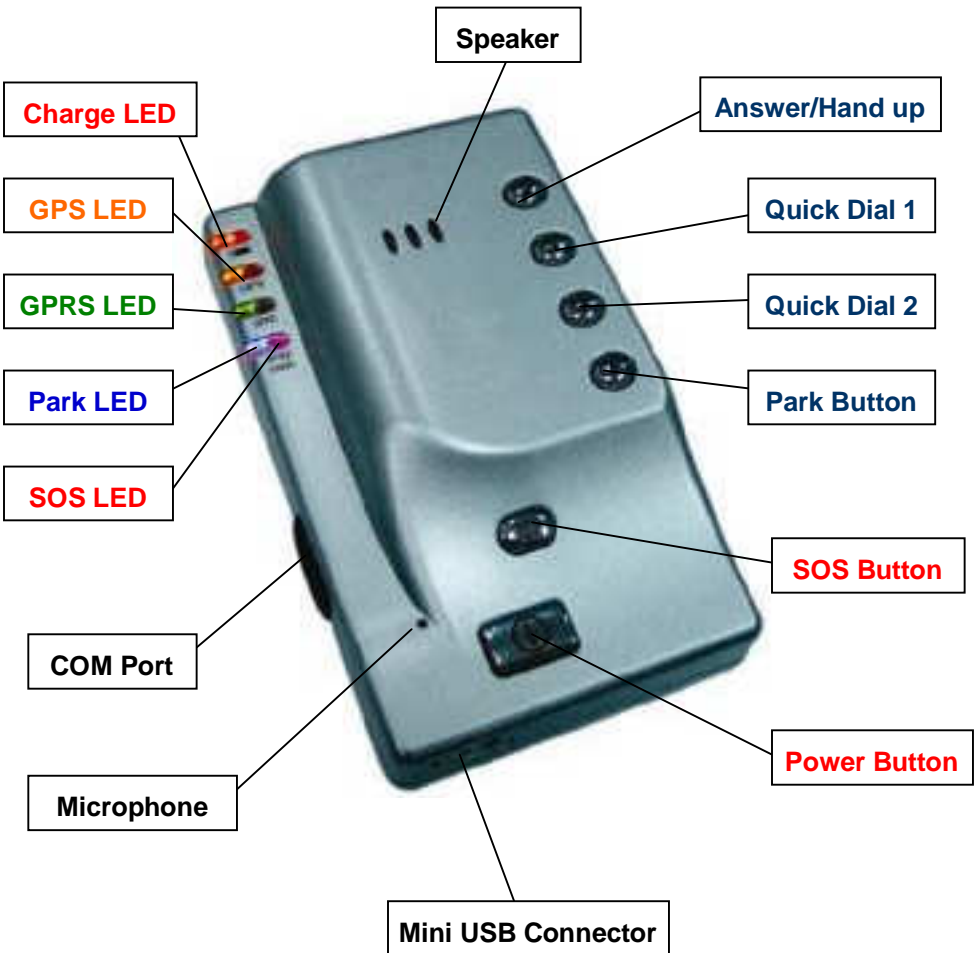 Speaker
Charge LED
Answer/Hand up
GPS LED
Quick Dial 1
GPRS LED
Quick Dial 2
Park LED
Park Button
SOS LED
SOS Button
COM Port
Power Button
Microphone
Mini USB Connector